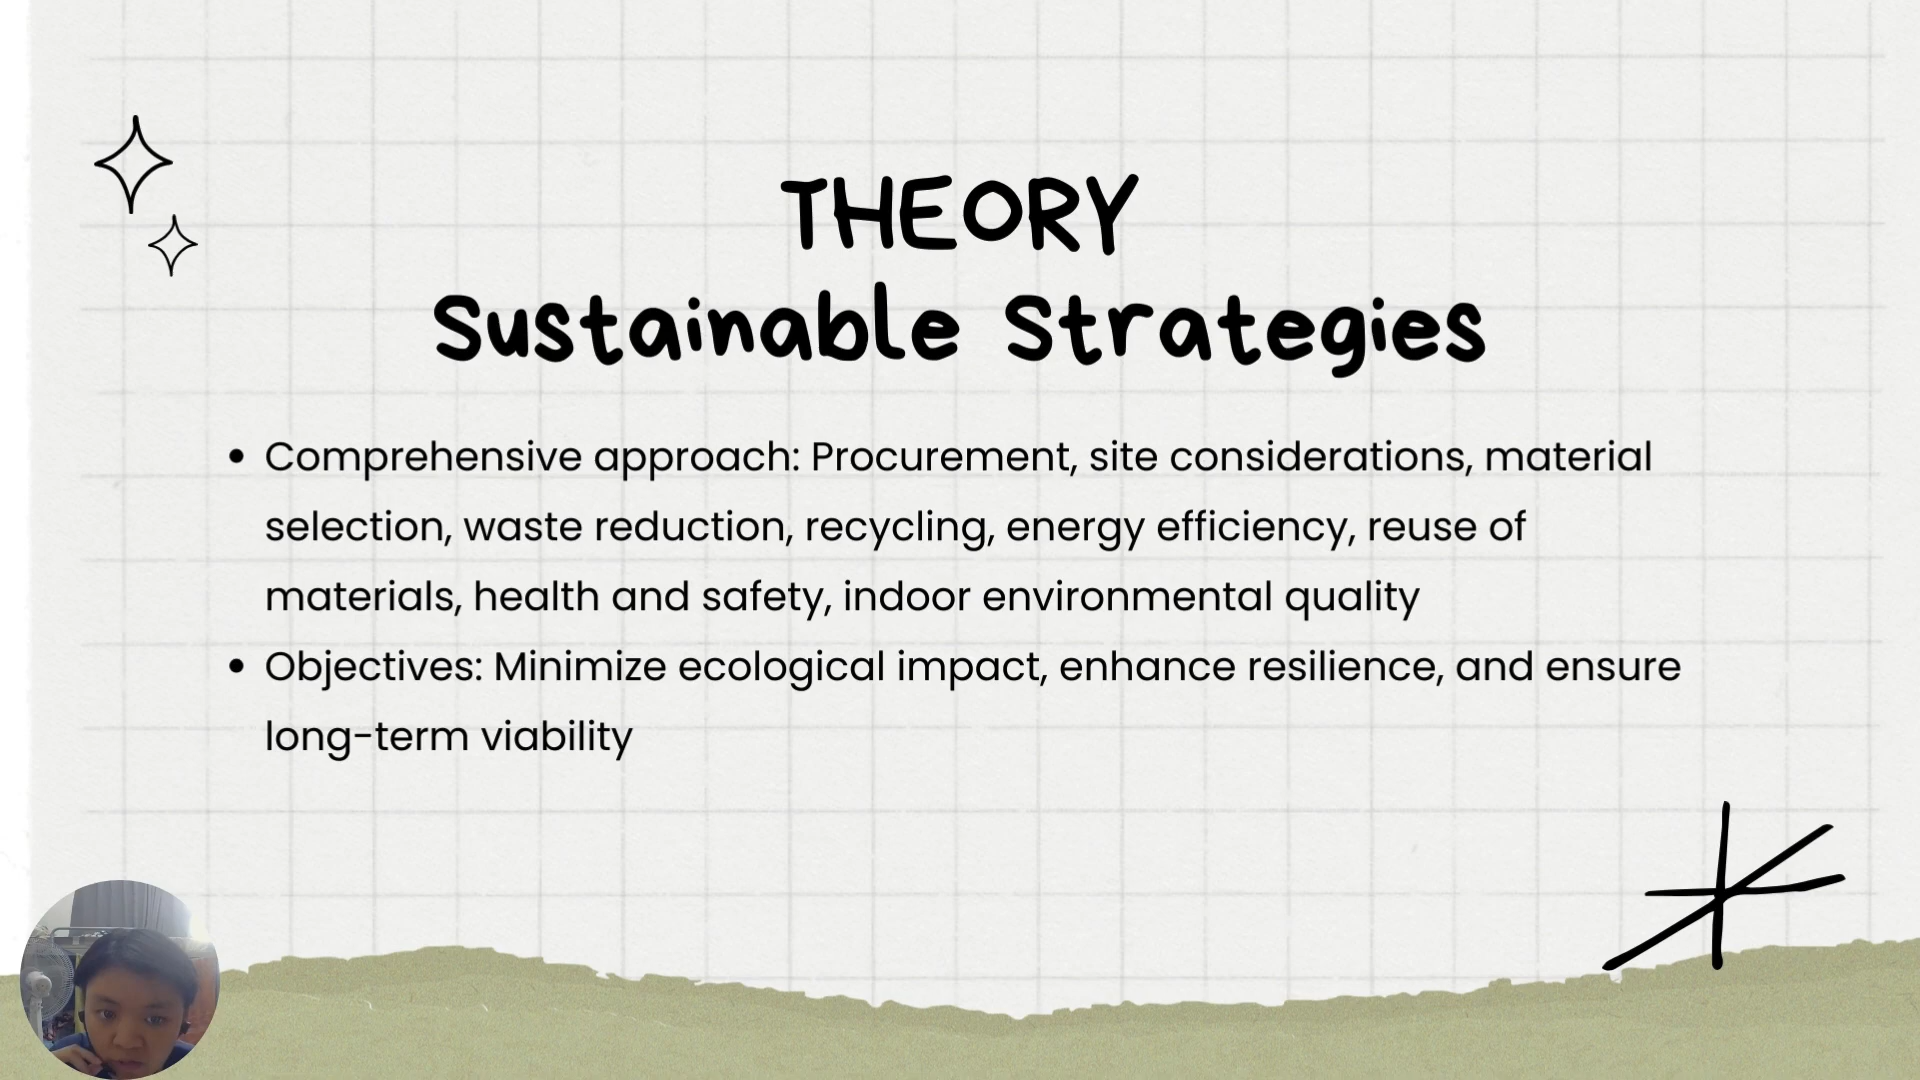 THEORY
Sustainable Strategies
• Comprehensive approach: Procurement, site considerations, material
selection, waste reduction, recycling, energy efficiency, reuse of
materials, health and safety, indoor environmental quality
• Objectives: Minimize ecological impact, enhance resilience, and ensure
long-term viability